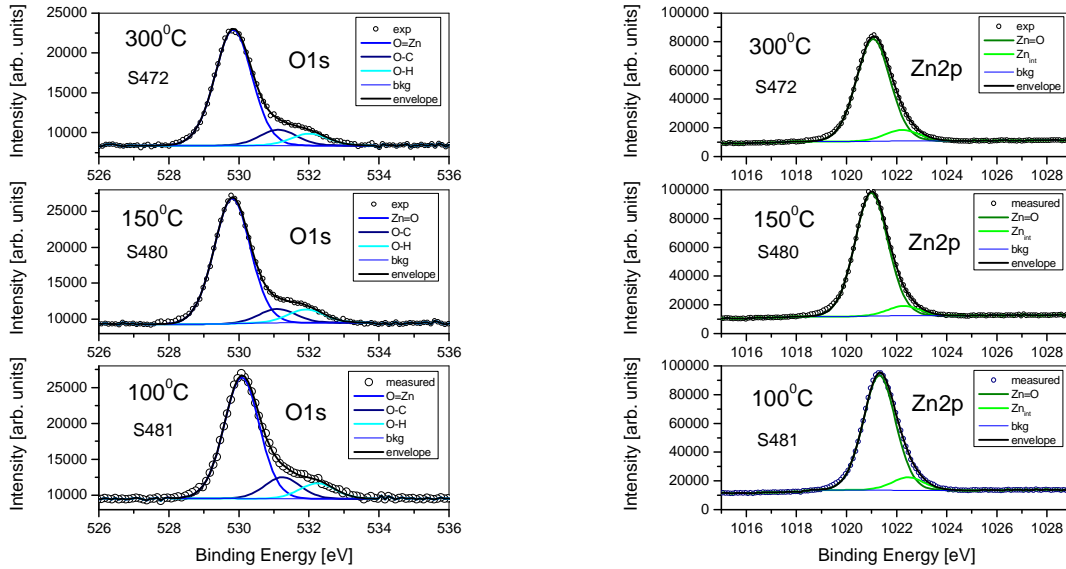 25000
20000
15000
10000
Intensity [arb. units]
300⁰C
S472
O1s
exp
O=Zn
O-C
O-H
bkg
envelope
526 528 530 532 534 536
100000
80000
60000
40000
20000
0
Intensity [arb. units]
300⁰C
S472
Zn2p
exp
Zn=O
Zn_int
bkg
envelope
1016 1018 1020 1022 1024 1026 1028
25000
20000
15000
10000
Intensity [arb. units]
150⁰C
S480
O1s
exp
Zn=O
O-C
O-H
bkg
envelope
526 528 530 532 534 536
100000
80000
60000
40000
20000
0
Intensity [arb. units]
150⁰C
S480
Zn2p
measured
Zn=O
Zn_int
bkg
envelope
1016 1018 1020 1022 1024 1026 1028
25000
20000
15000
10000
Intensity [arb. units]
100⁰C
S481
O1s
measured
O=Zn
O-C
O-H
bkg
envelope
526 528 530 532 534 536
Binding Energy [eV]
100000
80000
60000
40000
20000
0
Intensity [arb. units]
100⁰C
S481
Zn2p
measured
Zn=O
Zn_int
bkg
envelope
1016 1018 1020 1022 1024 1026 1028
Binding Energy [eV]